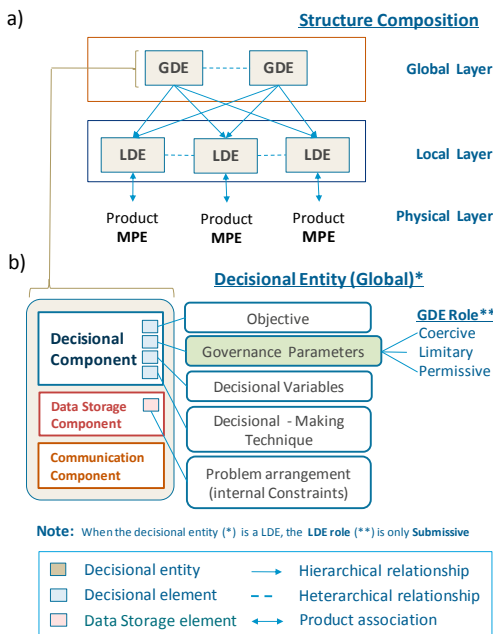 a)
Structure Composition
GDE
GDE
Global Layer
LDE
LDE
LDE
Local Layer
Product
MPE
Product
MPE
Product
MPE
Physical Layer
b)
Decisional Entity (Global)*
Decisional
Component
Data Storage
Component
Communication
Component
Objective
Governance Parameters
Decisional Variables
Decisional - Making
Technique
Problem arrangement
(internal Constraints)
GDE Role**
Coercive
Limitary
Permissive
Note: When the decisional entity (*) is a LDE, the LDE role (**) is only Submissive
Decisional entity
Decisional element
Data Storage element
Hierarchical relationship
Heterarchical relationship
Product association